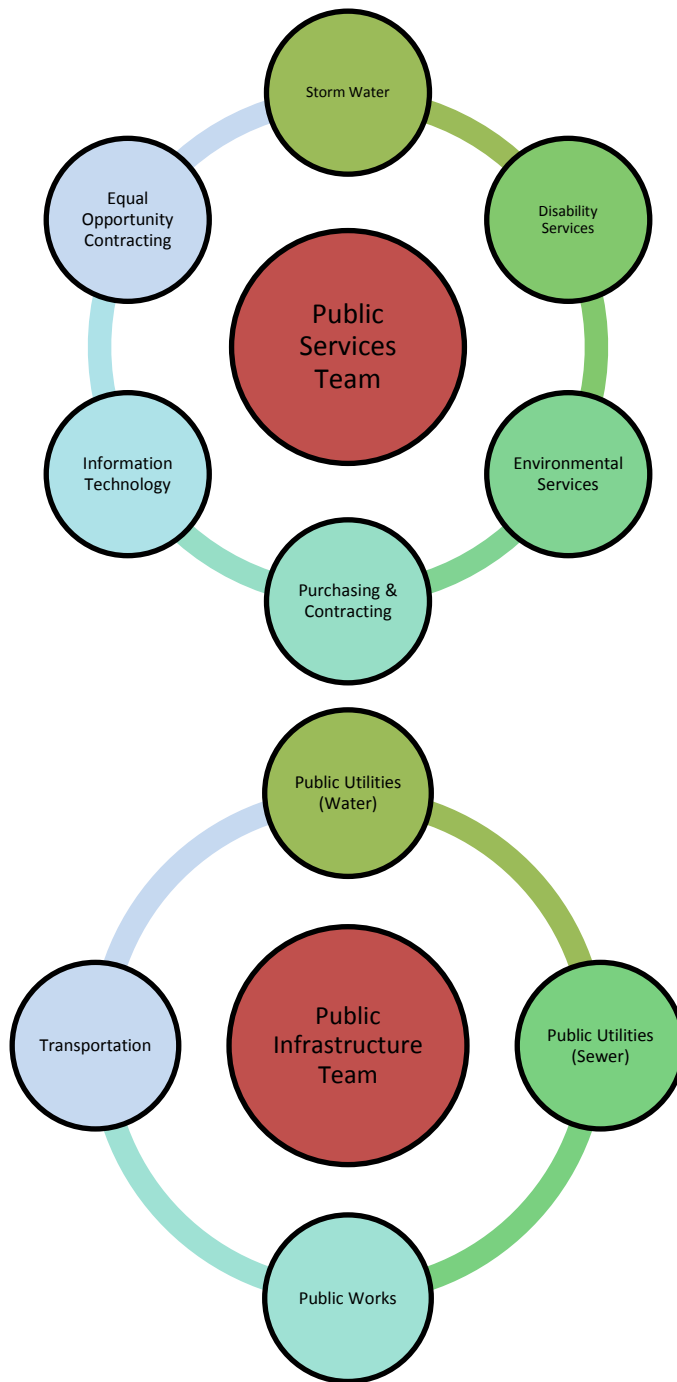 Storm Water
Equal
Opportunity
Contracting
Disability
Services
Public
Services
Team
Information
Technology
Environmental
Services
Purchasing &
Contracting
Public Utilities
(Water)
Transportation
Public
Infrastructure
Team
Public Utilities
(Sewer)
Public Works